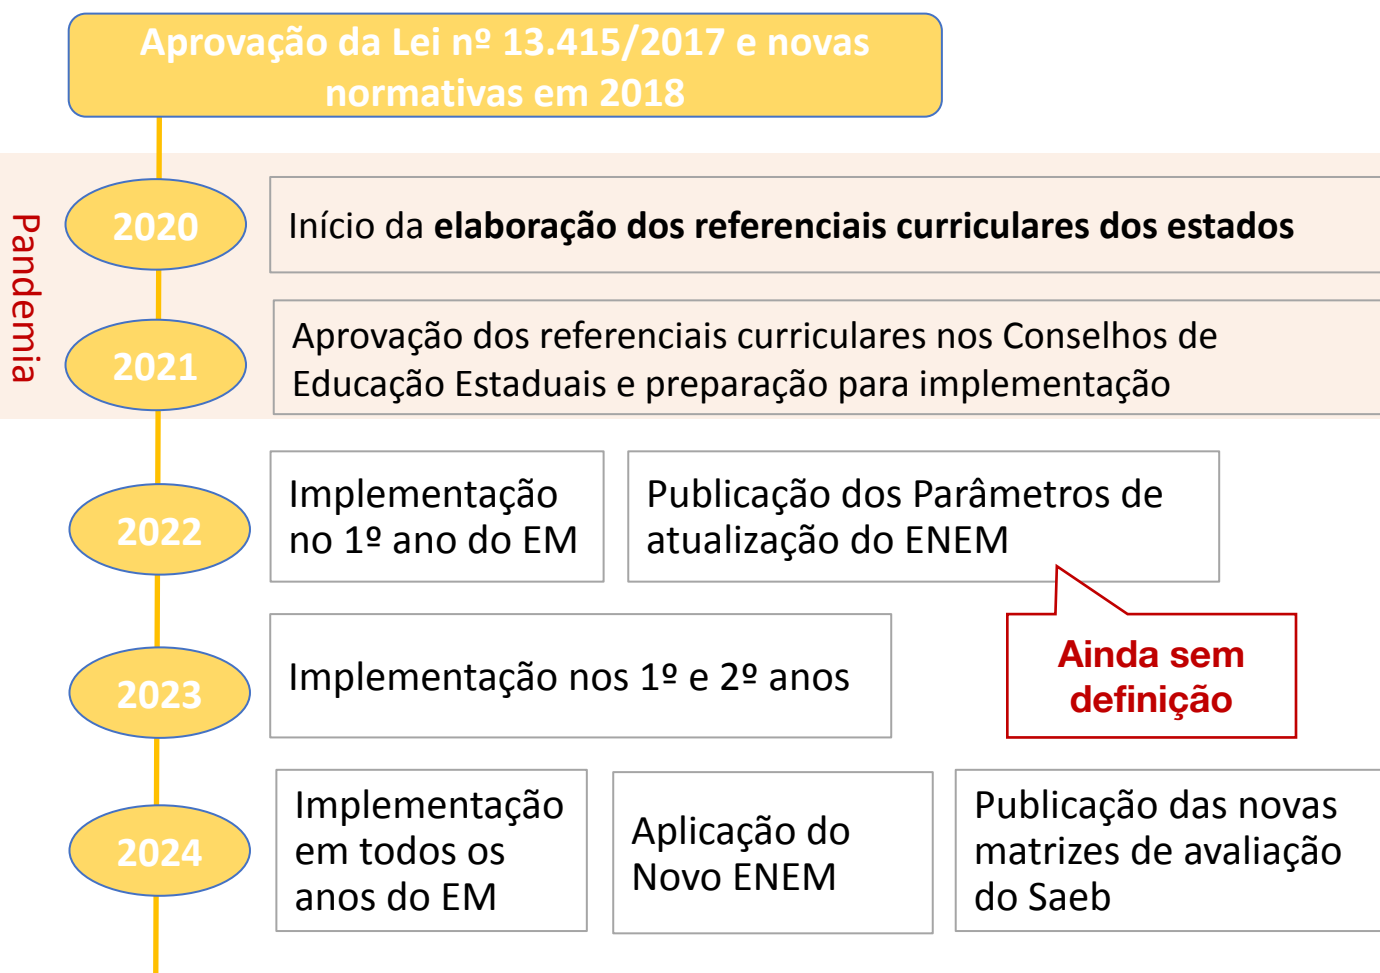 Aprovação da Lei nº 13.415/2017 e novas
normativas em 2018
Pandemia
2020
Início da elaboração dos referenciais curriculares dos estados
2021
Aprovação dos referenciais curriculares nos Conselhos de
Educação Estaduais e preparação para implementação
2022
Implementação
no 1º ano do EM
Publicação dos Parâmetros de
atualização do ENEM
Ainda sem
definição
2023
Implementação nos 1º e 2º anos
2024
Implementação
em todos os
anos do EM
Aplicação do
Novo ENEM
Publicação das novas
matrizes de avaliação
do Saeb